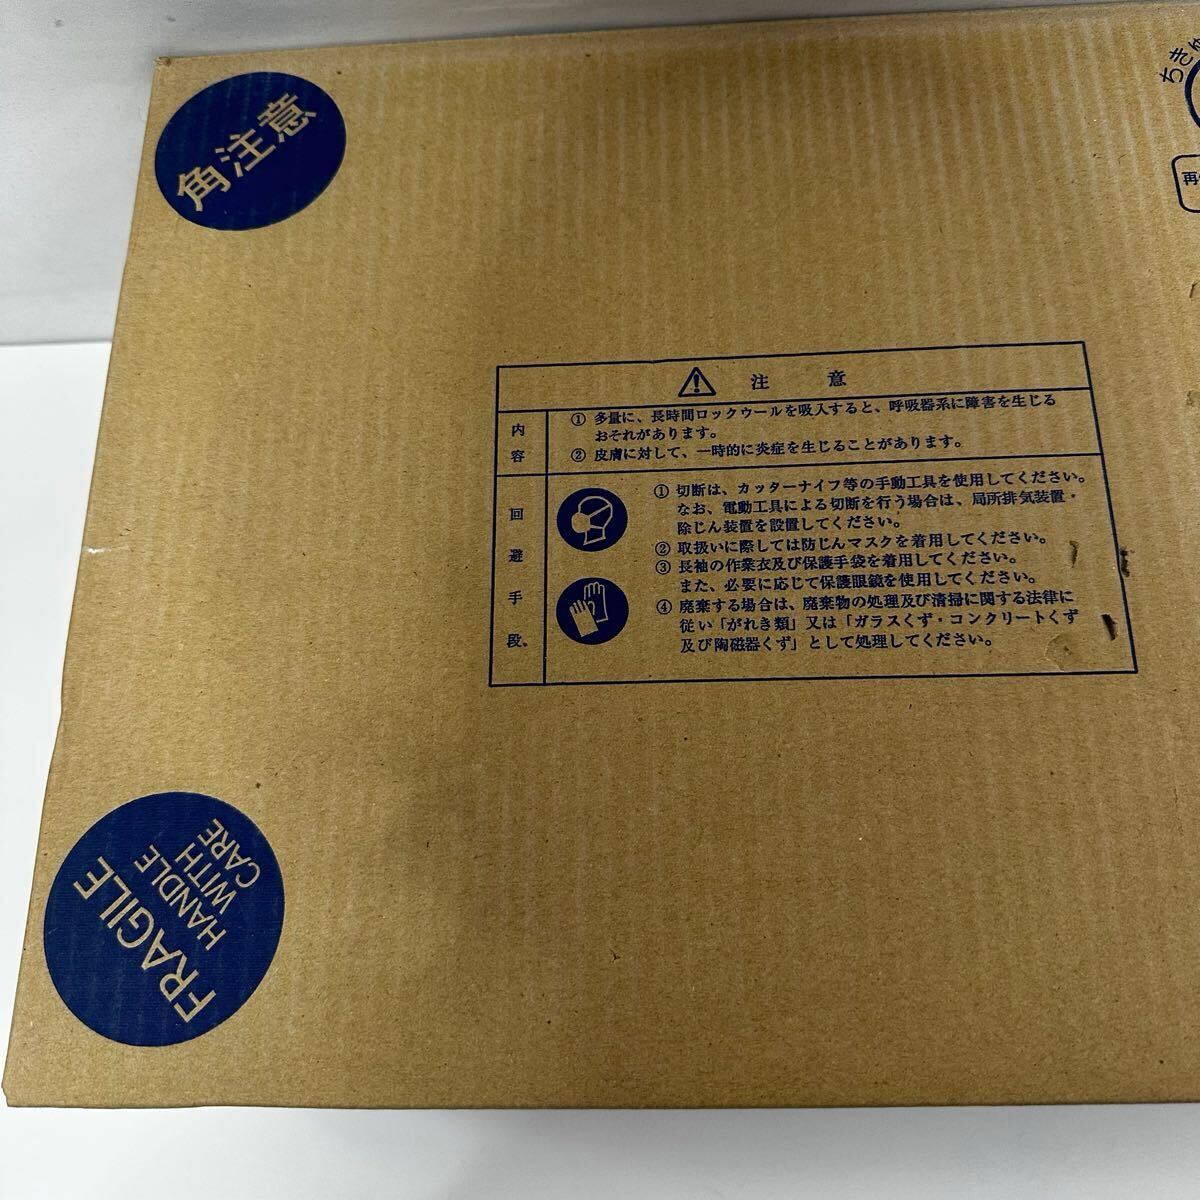 角注意
ちきゅ
再
注意
内容
① 多量に、長時間ロックウールを吸入すると、呼吸器系に障害を生じる
おそれがあります。
② 皮膚に対して、一時的に炎症を生じることがあります。
回避手段
① 切断は、カッターナイフ等の手動工具を使用してください。
なお、電動工具による切断を行う場合は、局所排気装置・
除じん装置を設置してください。
② 取扱いに際しては防じんマスクを着用してください。
③ 長袖の作業衣及び保護手袋を着用してください。
また、必要に応じて保護眼鏡を使用してください。
④ 廃棄する場合は、廃棄物の処理及び清掃に関する法律に
従い「がれき類」又は「ガラスくず・コンクリートくず
及び陶磁器くず」として処理してください。
FRAGILE
HANDLE
WITH
CARE